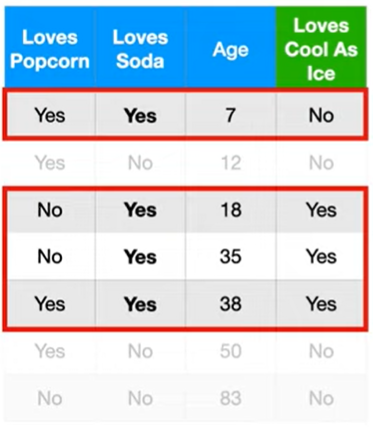 Loves Popcorn Loves Soda Age Loves Cool As Ice
Yes Yes 7 No
Yes No 12 No
No Yes 18 Yes
No Yes 35 Yes
Yes Yes 38 Yes
Yes No 50 No
No No 83 No